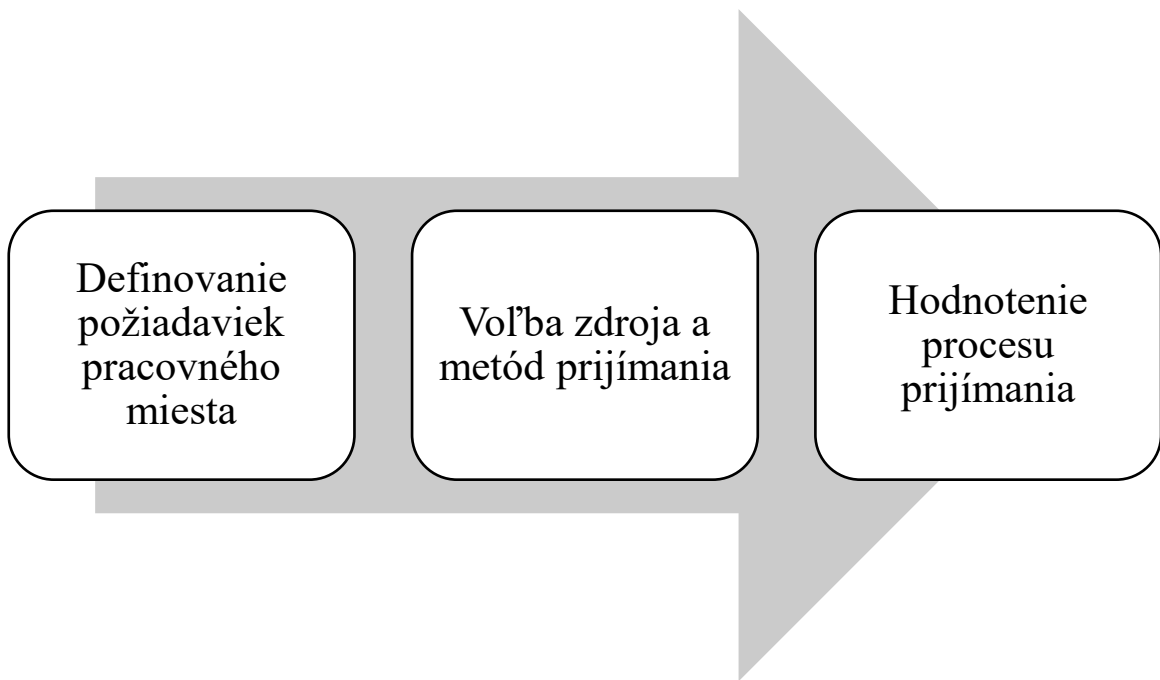 Definovanie
požiadaviek
pracovného
miesta
Voľba zdroja a
metód prijímania
Hodnotenie
procesu
prijímania